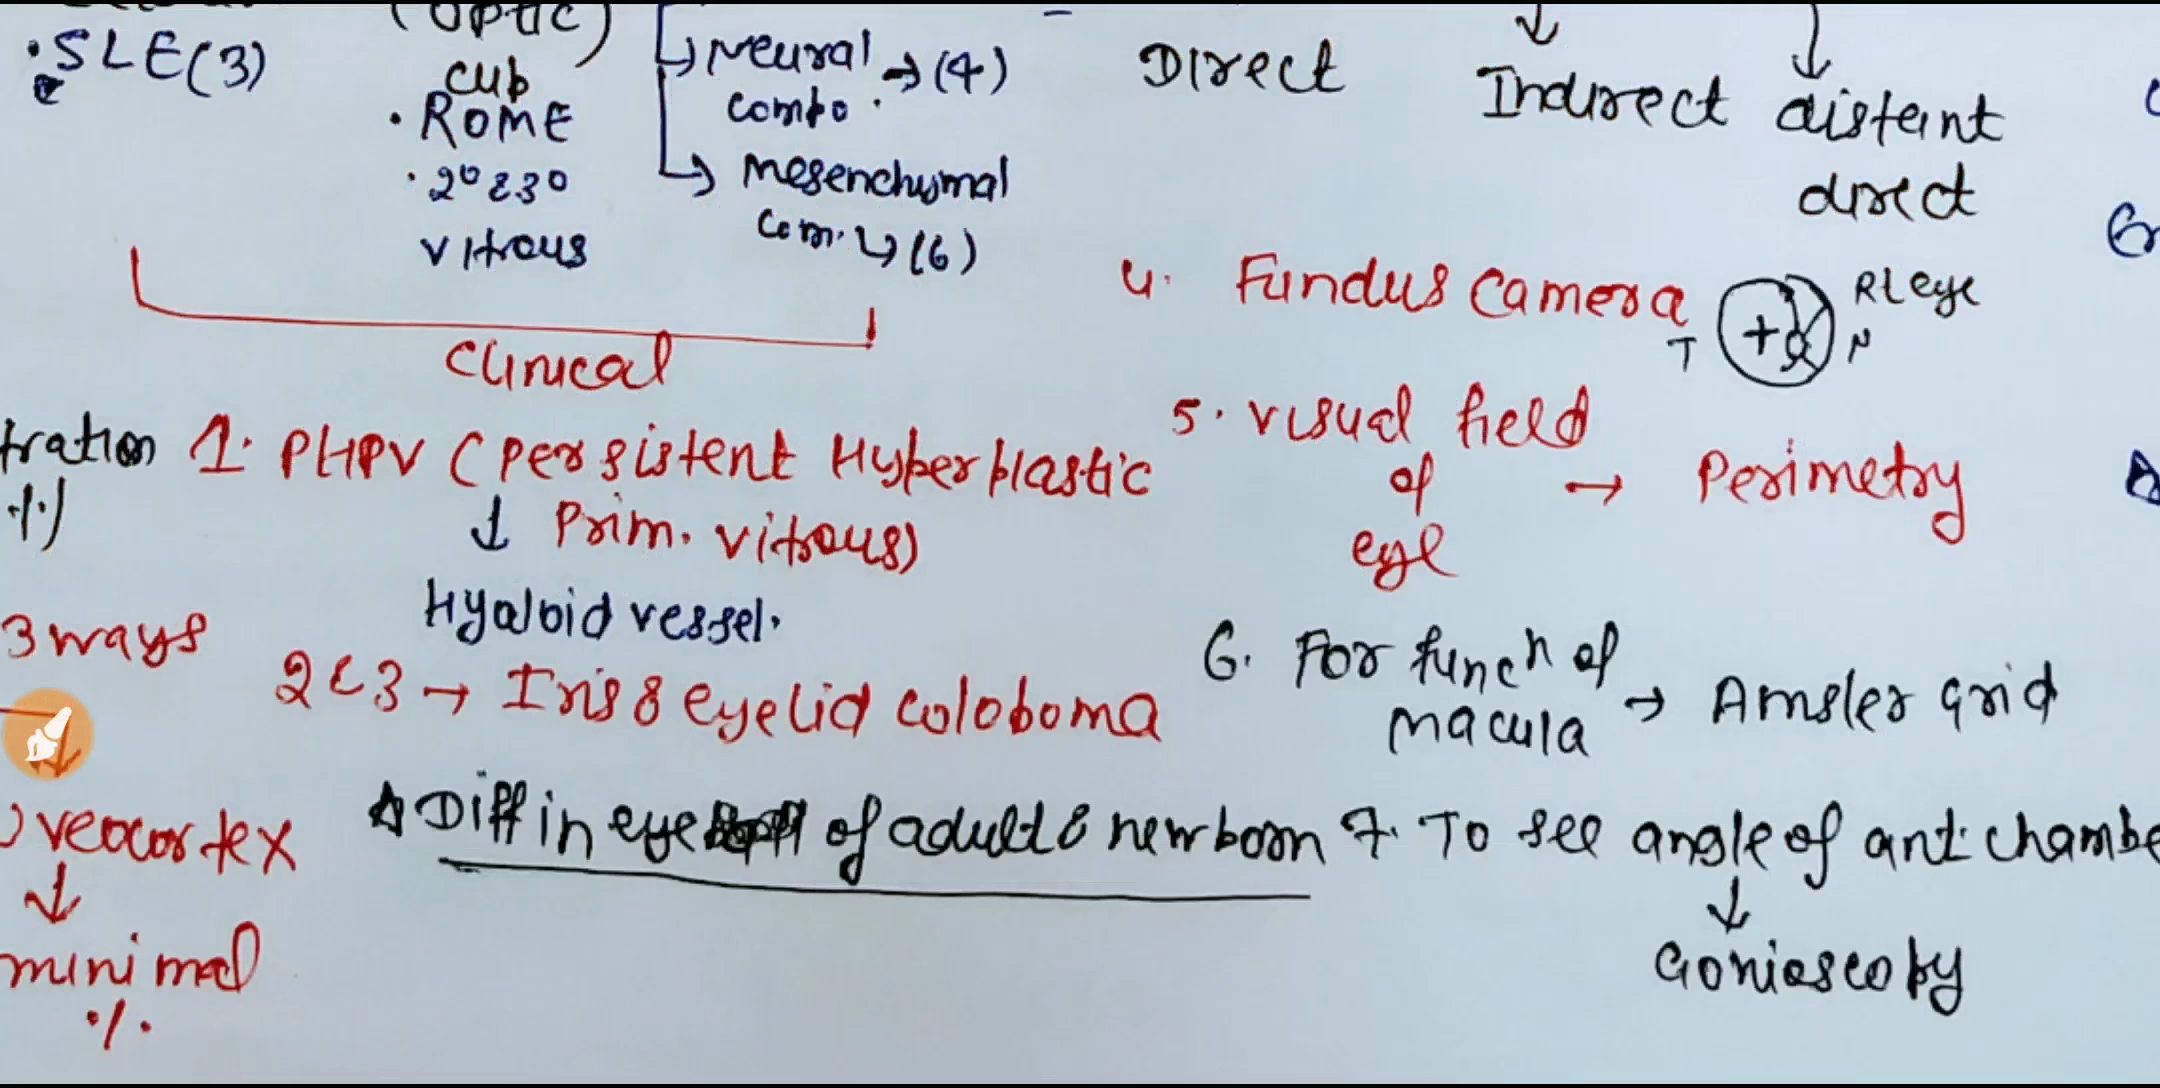 (Optic)
cup
• SLE(3)
• ROME
• 2° & 3°
vitrous
Neural → (4)
compo.
mesenchymal
com. ↳ (6)
Clinical
tration
1. PHPV (Persistent Hyperplastic
↓ Prim. vitrous)
Hyaloid vessel.
3 ways
2 & 3 → Iris & eyelid coloboma
minimal
Diff in eye of adult & newborn
Direct
Indirect
distant
direct
4. Fundus camera
T
Rt eye
N
5. visual field
of → Perimetry
eye
6. For funcn of
macula → Amsler grid
7. To see angle of ant. chambe
↓
Gonioscopy